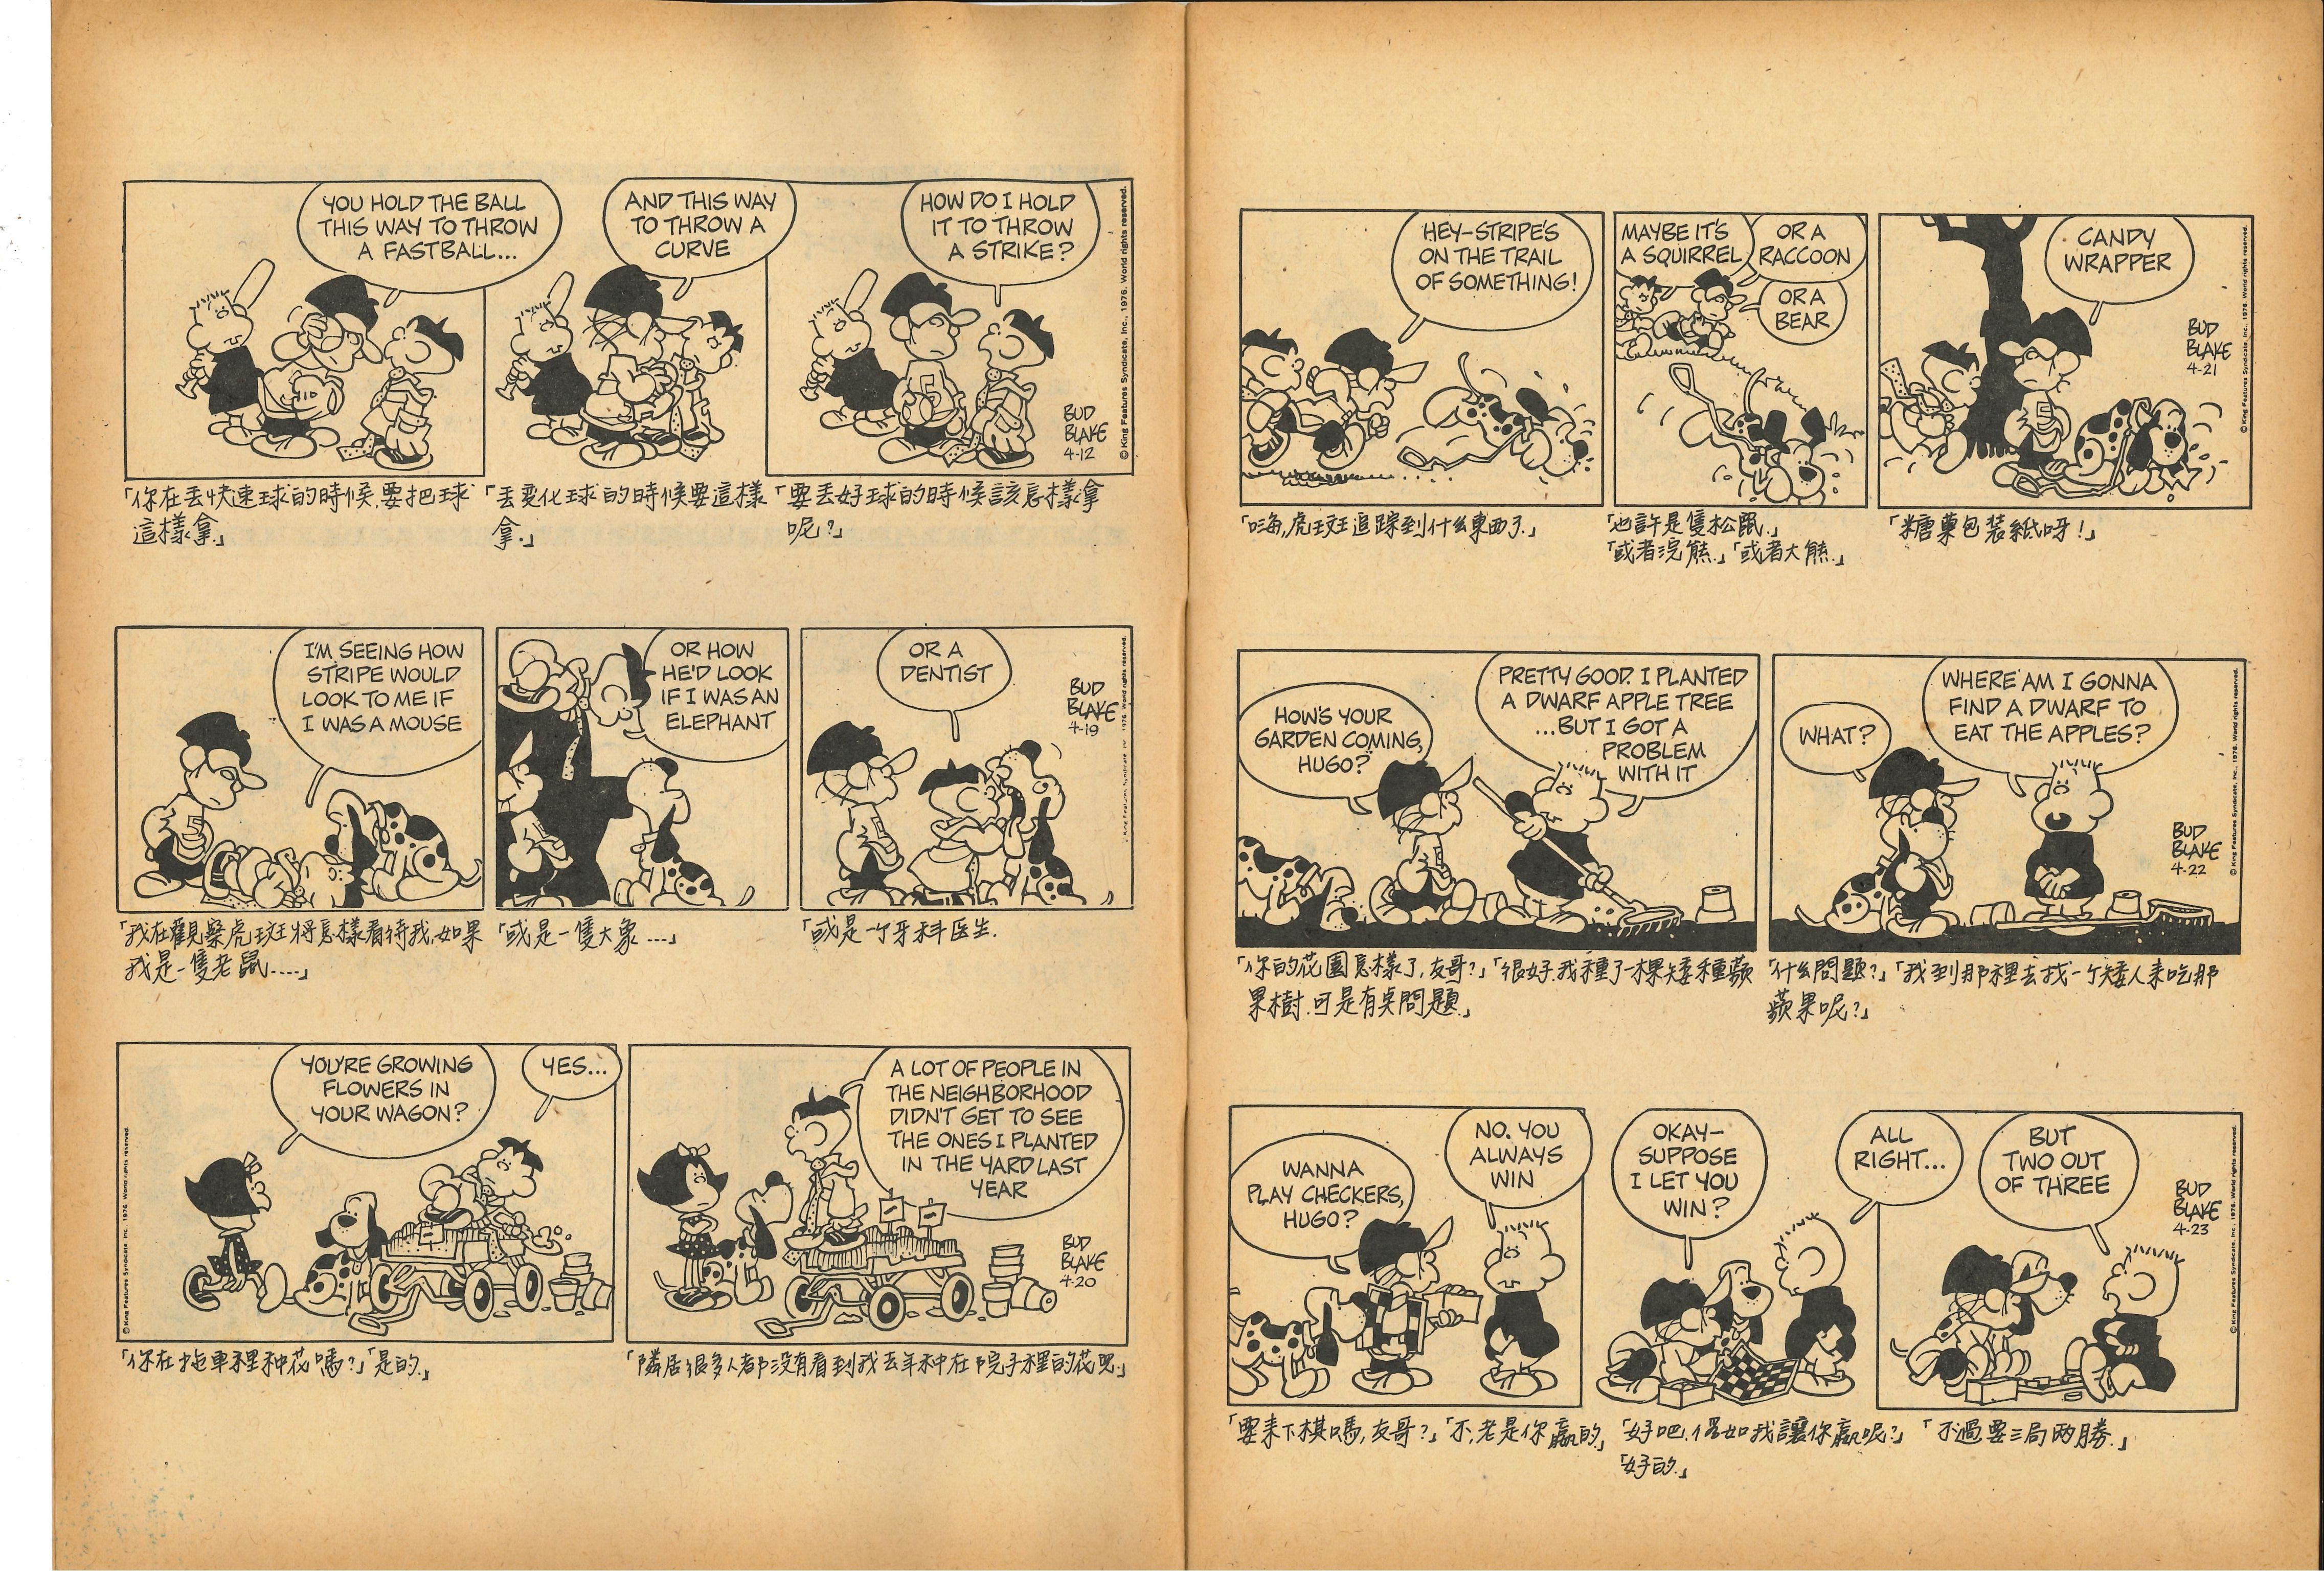 YOU HOLD THE BALL
THIS WAY TO THROW
A FASTBALL...
AND THIS WAY
TO THROW A
CURVE
HOW DO I HOLD
IT TO THROW
A STRIKE?
BUD
BLAKE
4-12
© King Features Syndicate, Inc., 1976. World rights reserved.
「你在丟快速球的時候,要把球
這樣拿.」
「丟変化球的時候要這樣
拿.」
「要丟好球的時候該怎樣拿
呢?」
I'M SEEING HOW
STRIPE WOULD
LOOK TO ME IF
I WAS A MOUSE
OR HOW
HE'D LOOK
IF I WAS AN
ELEPHANT
OR A
DENTIST
BUD
BLAKE
4-19
King Features Syndicate Inc. 1976 World rights reserved.
「我在觀察虎斑將怎樣看待我,如果
我是一隻老鼠....」
「或是一隻大象....」
「或是一个牙科医生.
YOU'RE GROWING
FLOWERS IN
YOUR WAGON?
YES...
© King Features Syndicate, Inc. 1976 World rights reserved.
A LOT OF PEOPLE IN
THE NEIGHBORHOOD
DIDN'T GET TO SEE
THE ONES I PLANTED
IN THE YARD LAST
YEAR
BUD
BLAKE
4-20
「你在拖車裡种花嗎?」「是的.」
「隣居很多人都没有看到我去年种在院子裡的花呢.」
HEY-STRIPE'S
ON THE TRAIL
OF SOMETHING!
MAYBE IT'S
A SQUIRREL
OR A
RACCOON
OR A
BEAR
CANDY
WRAPPER
BUD
BLAKE
4-21
© King Features Syndicate, Inc., 1976. World rights reserved.
「嗨,虎斑追踪到什么東西了.」
「也許是隻松鼠.」
「或者浣熊.」「或者大熊.」
「糖菓包装紙呀!」
HOW'S YOUR
GARDEN COMING,
HUGO?
PRETTY GOOD. I PLANTED
A DWARF APPLE TREE
...BUT I GOT A
PROBLEM
WITH IT
WHAT?
WHERE AM I GONNA
FIND A DWARF TO
EAT THE APPLES?
BUD
BLAKE
4-22
© King Features Syndicate, Inc., 1976. World rights reserved.
「你的花園怎樣了,友哥?」「很好.我種了一棵矮種蘋
果樹.可是有奌問題.」
「什么問題?」「我到那裡去找一个矮人来吃那
蘋果呢?」
WANNA
PLAY CHECKERS,
HUGO?
NO. YOU
ALWAYS
WIN
OKAY-
SUPPOSE
I LET YOU
WIN?
ALL
RIGHT...
BUT
TWO OUT
OF THREE
BUD
BLAKE
4-23
© King Features Syndicate, Inc., 1976. World rights reserved.
「要来下棋嗎,友哥?」「不,老是你贏的.」
「好吧,偌如我讓你贏呢?」
「好的.」
「不過要三局两勝.」